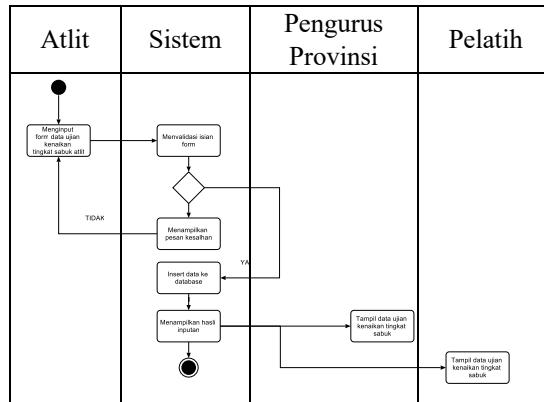 Atlit
Sistem
Pengurus
Provinsi
Pelatih
Menginput
form data ujian
kenaikan
tingkat sabuk atlit
Menvalidasi isian
form
TIDAK
Menampilkan
pesan kesalhan
YA
Insert data ke
database
Menampilkan hasli
inputan
Tampil data ujian
kenaikan tingkat
sabuk
Tampil data ujian
kenaikan tingkat
sabuk